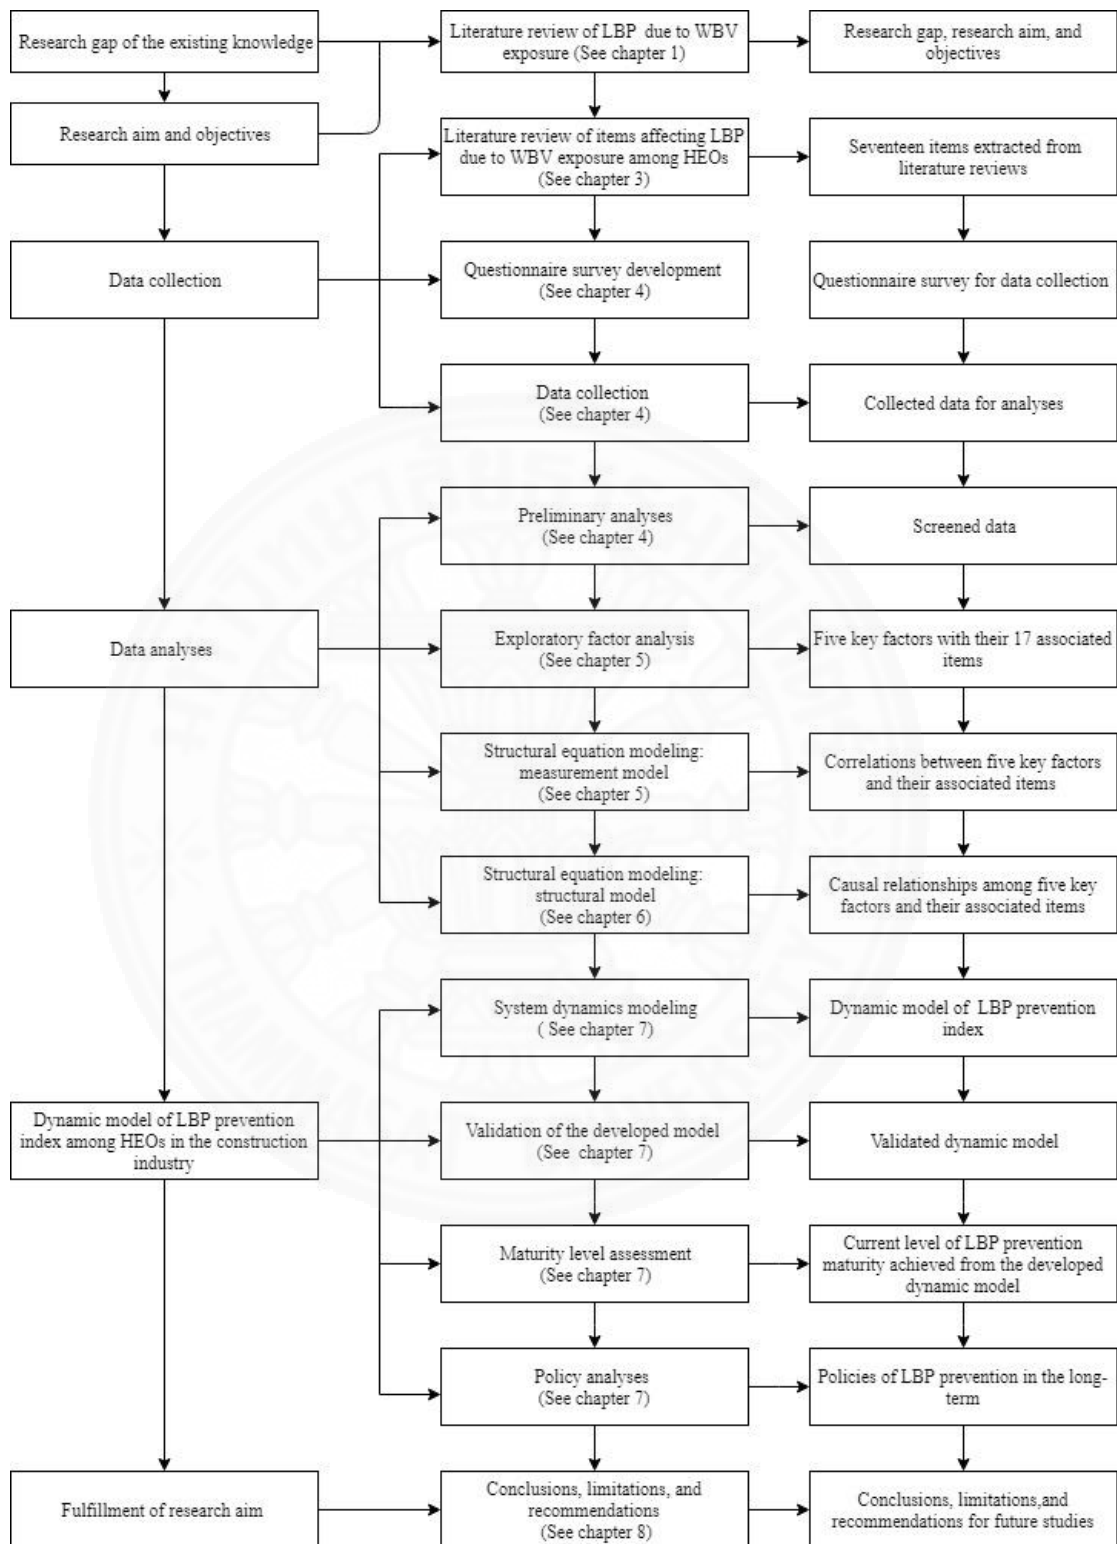 Research gap of the existing knowledge
Literature review of LBP due to WBV
exposure (See chapter 1)
Research gap, research aim, and
objectives
Research aim and objectives
Literature review of items affecting LBP
due to WBV exposure among HEOs
(See chapter 3)
Seventeen items extracted from
literature reviews
Data collection
Questionnaire survey development
(See chapter 4)
Questionnaire survey for data collection
Data collection
(See chapter 4)
Collected data for analyses
Preliminary analyses
(See chapter 4)
Screened data
Data analyses
Exploratory factor analysis
(See chapter 5)
Five key factors with their 17 associated
items
Structural equation modeling:
measurement model
(See chapter 5)
Correlations between five key factors
and their associated items
Structural equation modeling:
structural model
(See chapter 6)
Causal relationships among five key
factors and their associated items
System dynamics modeling
( See chapter 7)
Dynamic model of LBP prevention
index
Dynamic model of LBP prevention
index among HEOs in the construction
industry
Validation of the developed model
(See chapter 7)
Validated dynamic model
Maturity level assessment
(See chapter 7)
Current level of LBP prevention
maturity achieved from the developed
dynamic model
Policy analyses
(See chapter 7)
Policies of LBP prevention in the long-
term
Fulfillment of research aim
Conclusions, limitations, and
recommendations
(See chapter 8)
Conclusions, limitations,and
recommendations for future studies